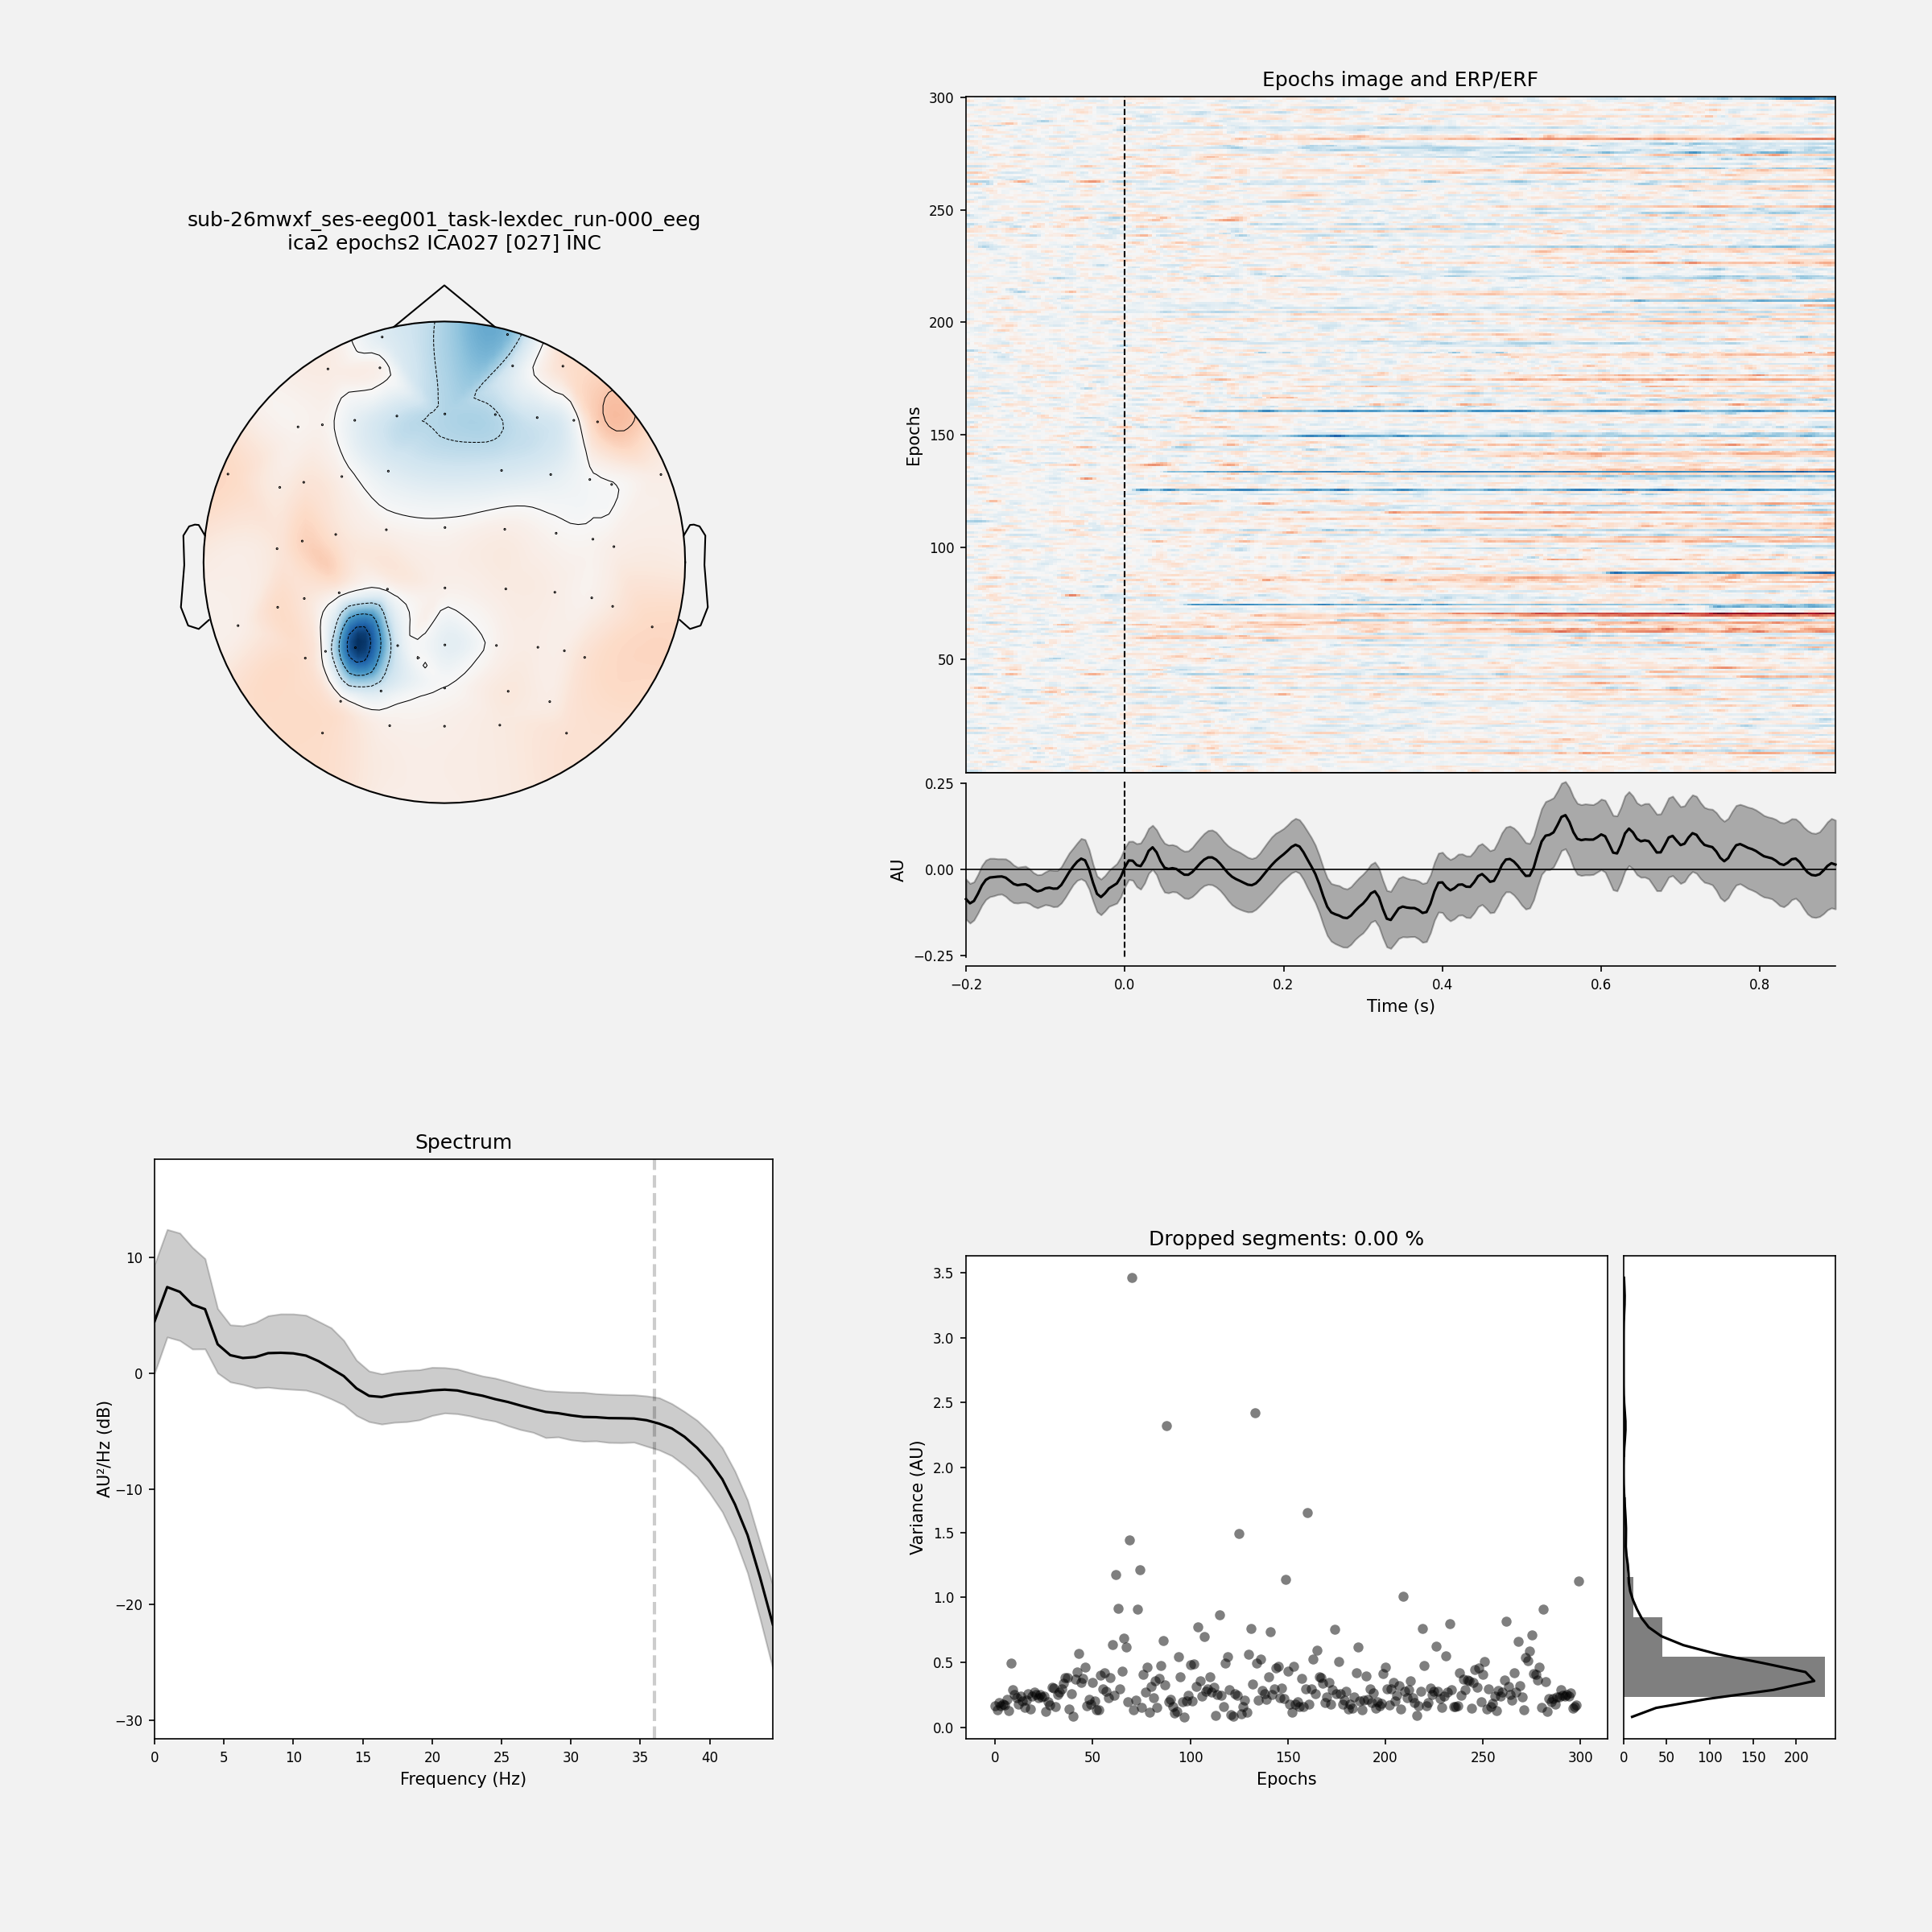 sub-26mwxf_ses-eeg001_task-lexdec_run-000_eeg
ica2 epochs2 ICA027 [027] INC
Epochs image and ERP/ERF
300
250
200
150
100
50
Epochs
0.25
0.00
−0.25
AU
−0.2 0.0 0.2 0.4 0.6 0.8
Time (s)
Spectrum
10
0
−10
−20
−30
AU²/Hz (dB)
0 5 10 15 20 25 30 35 40
Frequency (Hz)
Dropped segments: 0.00 %
3.5
3.0
2.5
2.0
1.5
1.0
0.5
0.0
Variance (AU)
0 50 100 150 200 250 300
Epochs
0 50 100 150 200